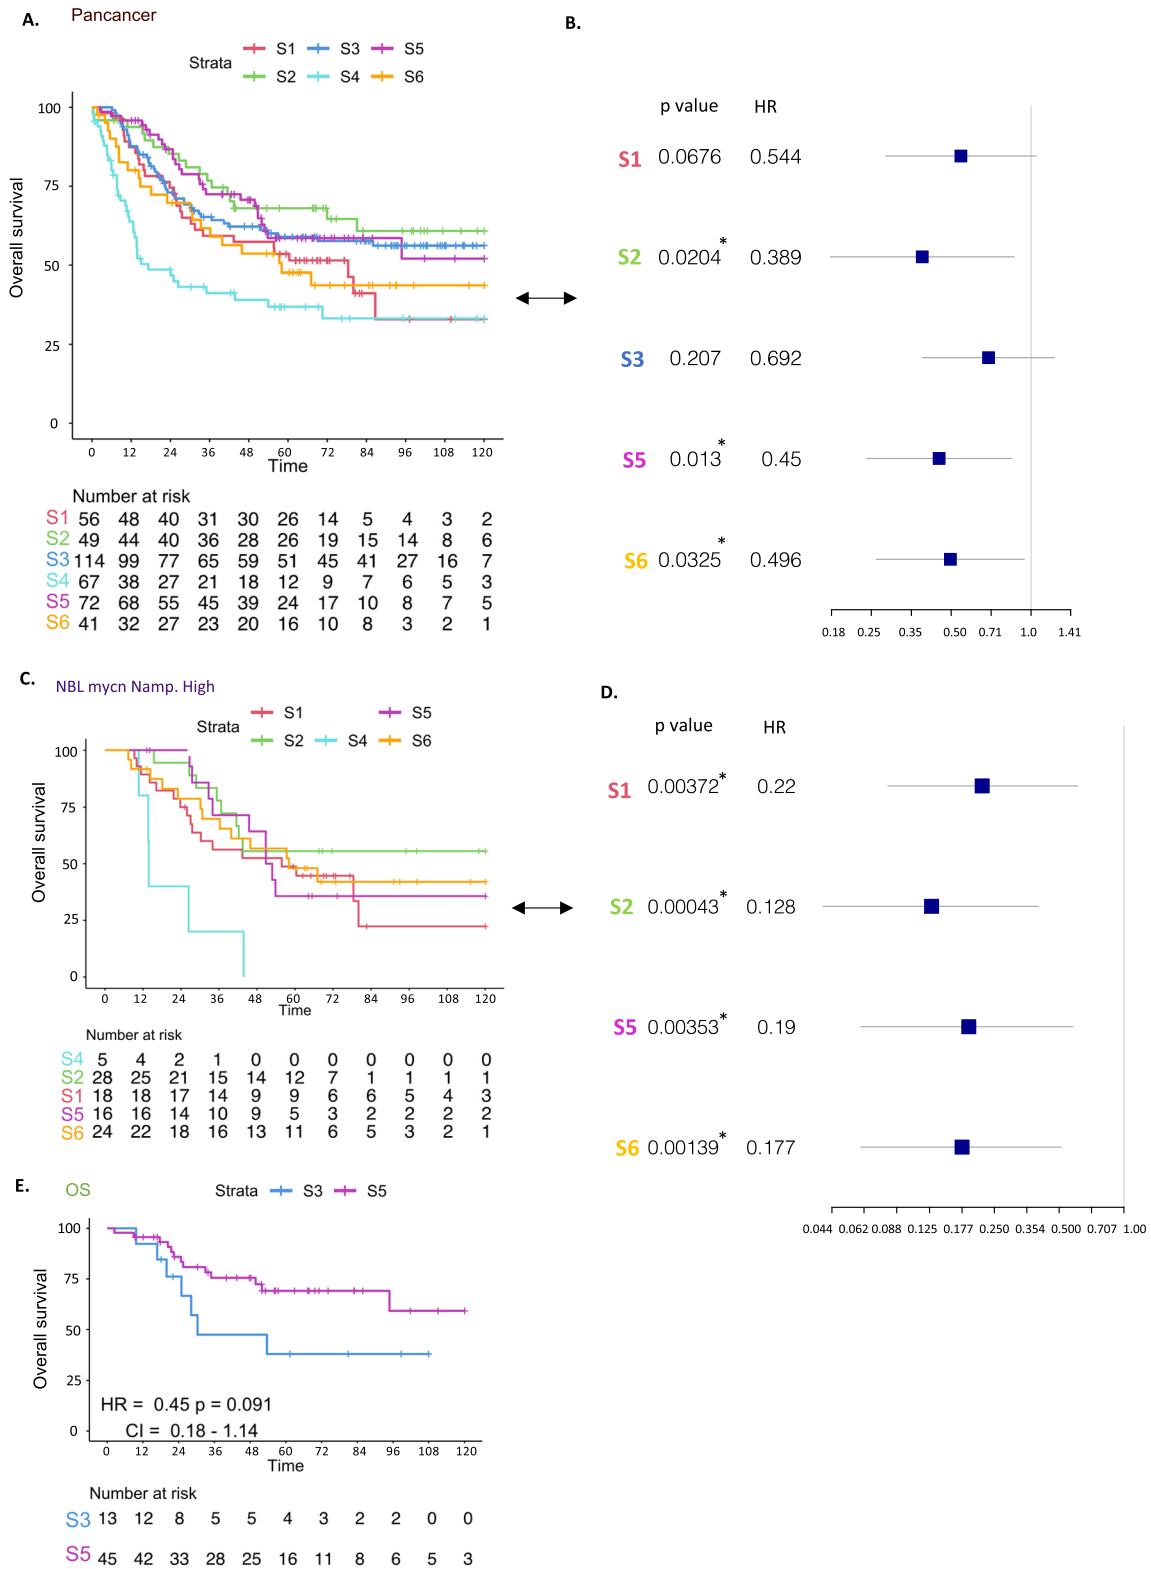 A.
Pancancer
Strata
S1
S3
S5
S2
S4
S6
Overall survival
100
75
50
25
0
0 12 24 36 48 60 72 84 96 108 120
Time
Number at risk
S1 56 48 40 31 30 26 14 5 4 3 2
S2 49 44 40 36 28 26 19 15 14 8 6
S3 114 99 77 65 59 51 45 41 27 16 7
S4 67 38 27 21 18 12 9 7 6 5 3
S5 72 68 55 45 39 24 17 10 8 7 5
S6 41 32 27 23 20 16 10 8 3 2 1
B.
p value HR
S1 0.0676 0.544
S2 0.0204* 0.389
S3 0.207 0.692
S5 0.013* 0.45
S6 0.0325* 0.496
0.18 0.25 0.35 0.50 0.71 1.0 1.41
C.
NBL mycn Namp. High
Strata
S1
S5
S2
S4
S6
Overall survival
100
75
50
25
0
0 12 24 36 48 60 72 84 96 108 120
Time
Number at risk
S4 5 4 2 1 0 0 0 0 0 0 0
S2 28 25 21 15 14 12 7 1 1 1 1
S1 18 18 17 14 9 9 6 6 5 4 3
S5 16 16 14 10 9 5 3 2 2 2 2
S6 24 22 18 16 13 11 6 5 3 2 1
D.
p value HR
S1 0.00372* 0.22
S2 0.00043* 0.128
S5 0.00353* 0.19
S6 0.00139* 0.177
0.044 0.062 0.088 0.125 0.177 0.250 0.354 0.500 0.707 1.00
E.
OS
Strata S3 S5
Overall survival
100
75
50
25
0
HR = 0.45 p = 0.091
CI = 0.18 - 1.14
0 12 24 36 48 60 72 84 96 108 120
Time
Number at risk
S3 13 12 8 5 5 4 3 2 2 0 0
S5 45 42 33 28 25 16 11 8 6 5 3